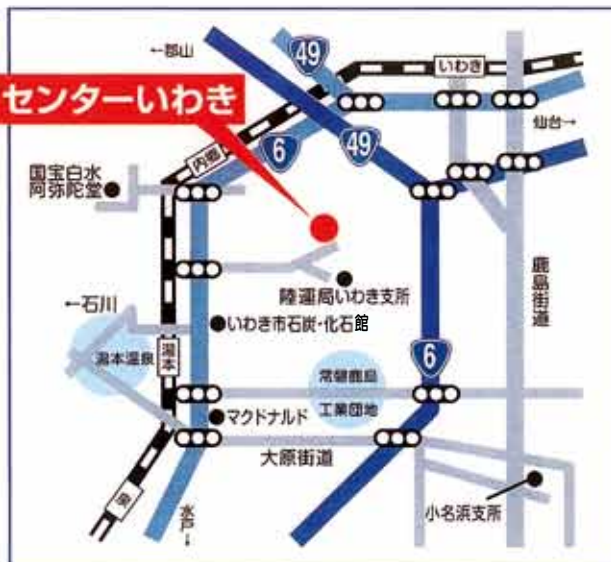 ←郡山
49
いわき
センターいわき
仙台→
内郷
6
49
国宝白水
阿弥陀堂
鹿島街道
陸運局いわき支所
←石川
いわき市石炭・化石館
湯本温泉
湯本
6
常磐鹿島
工業団地
マクドナルド
大原街道
泉
水戸↓
小名浜支所